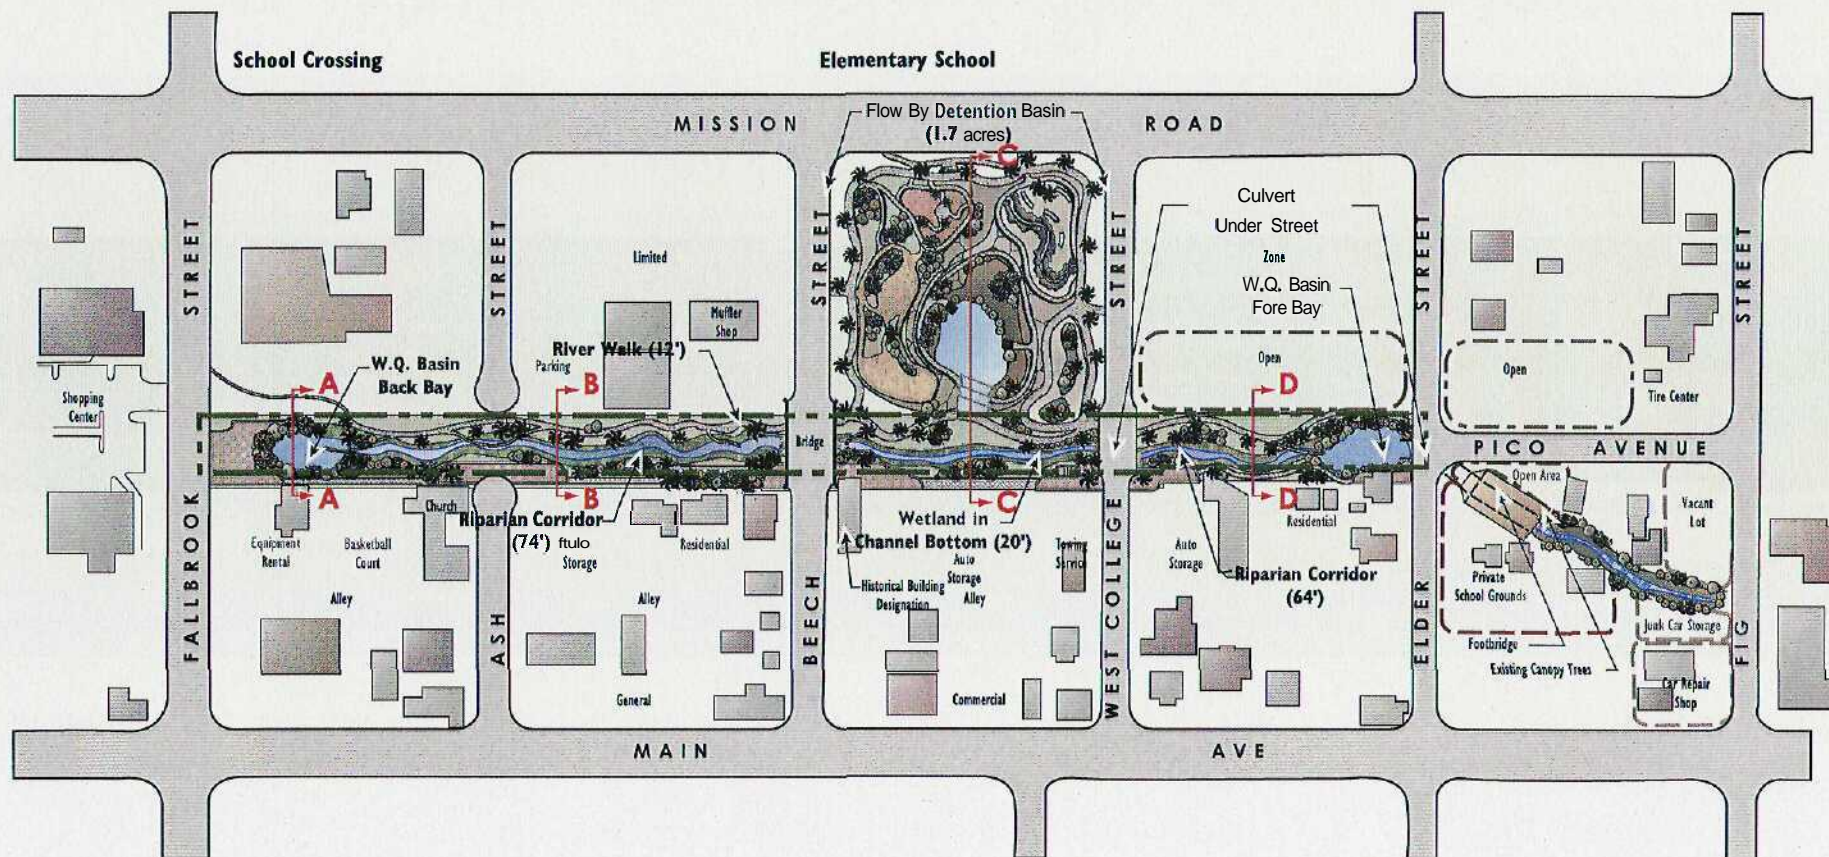 School Crossing
Elementary School
MISSION ROAD
Flow By Detention Basin
(1.7 acres)
C
Culvert
Under Street
Zone
W.Q. Basin
Fore Bay
STREET
STREET
STREET
STREET
STREET
STREET
Limited
Muffler
Shop
River Walk (12')
Parking
W.Q. Basin
Back Bay
A
B
D
Open
Open
Shopping
Center
Tire Center
Bridge
PICO AVENUE
Open Area
A
B
C
D
Church
Riparian Corridor
(74') ftulo
Storage
Equipment
Rental
Basketball
Court
Residential
Wetland in
Channel Bottom (20')
Auto
Storage
Towing
Service
Historical Building
Designation
Auto
Storage
Residential
Riparian Corridor
(64')
Vacant
Lot
Private
School Grounds
Junk Car Storage
Footbridge
Existing Canopy Trees
Car Repair
Shop
Alley
Alley
Alley
FALLBROOK
ASH
BEECH
WEST COLLEGE
ELDER
FIG
General
Commercial
MAIN AVE